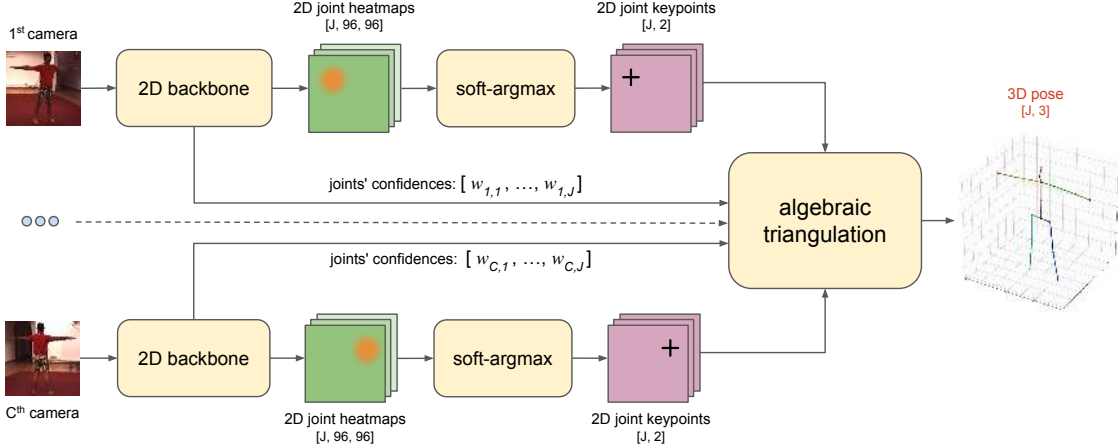 1st camera
2D joint heatmaps
[J, 96, 96]
2D joint keypoints
[J, 2]
2D backbone
soft-argmax
3D pose
[J, 3]
joints' confidences: [ w1,1 , ..., w1,J ]
algebraic
triangulation
joints' confidences: [ wC,1 , ..., wC,J ]
2D backbone
soft-argmax
Cth camera
2D joint heatmaps
[J, 96, 96]
2D joint keypoints
[J, 2]